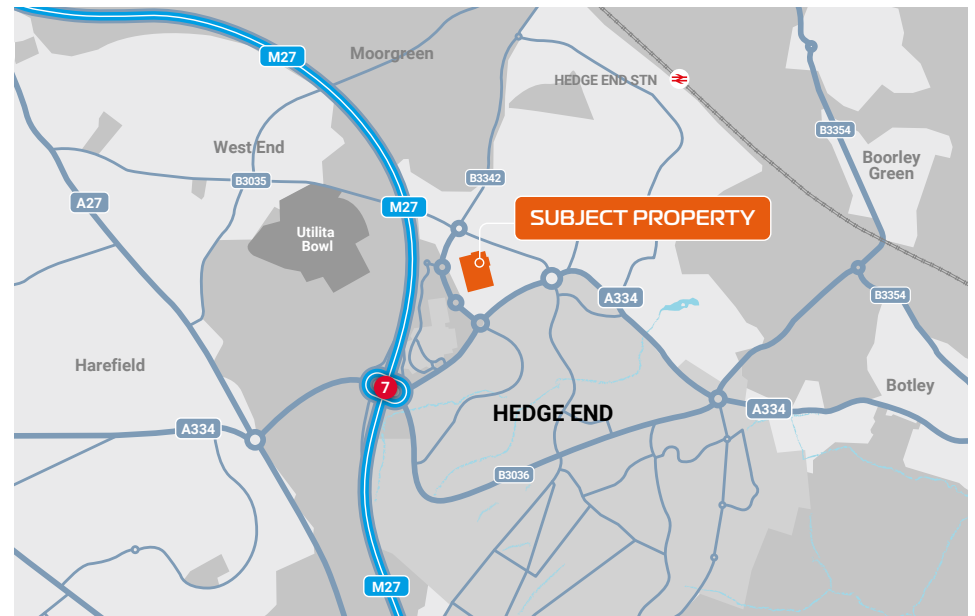 M27
Moorgreen
HEDGE END STN
B3354
West End
Boorley
Green
B3035
B3342
A27
M27
SUBJECT PROPERTY
Utilita
Bowl
A334
B3354
Harefield
7
Botley
HEDGE END
A334
A334
B3036
M27